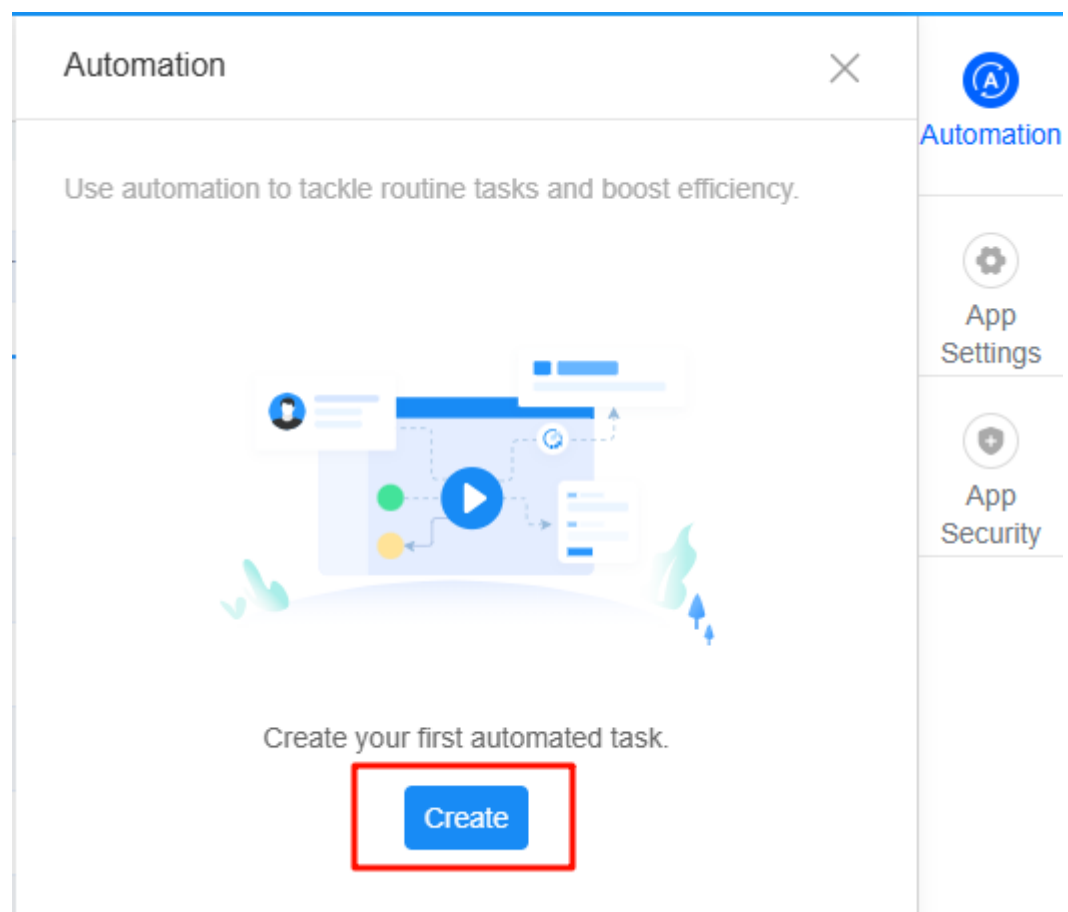 Automation
Use automation to tackle routine tasks and boost efficiency.
Create your first automated task.
Create
A
Automation
App
Settings
App
Security